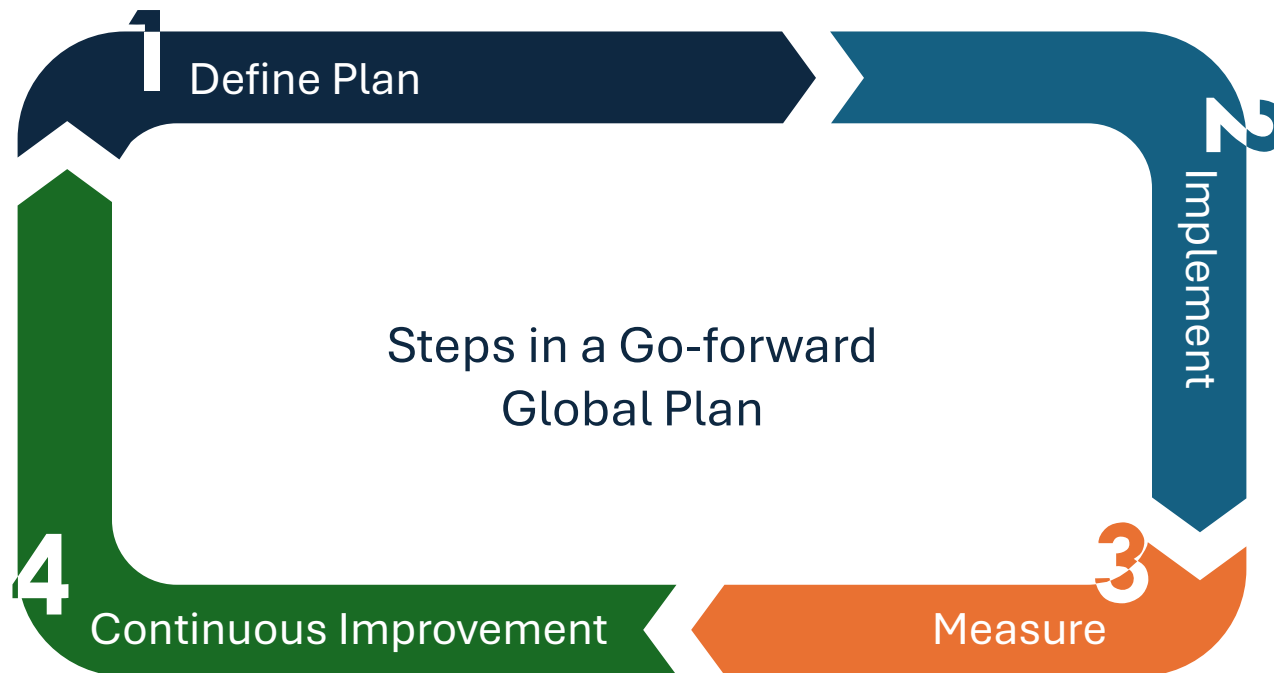 1
Define Plan
2
Implement
Steps in a Go-forward
Global Plan
3
Measure
4
Continuous Improvement